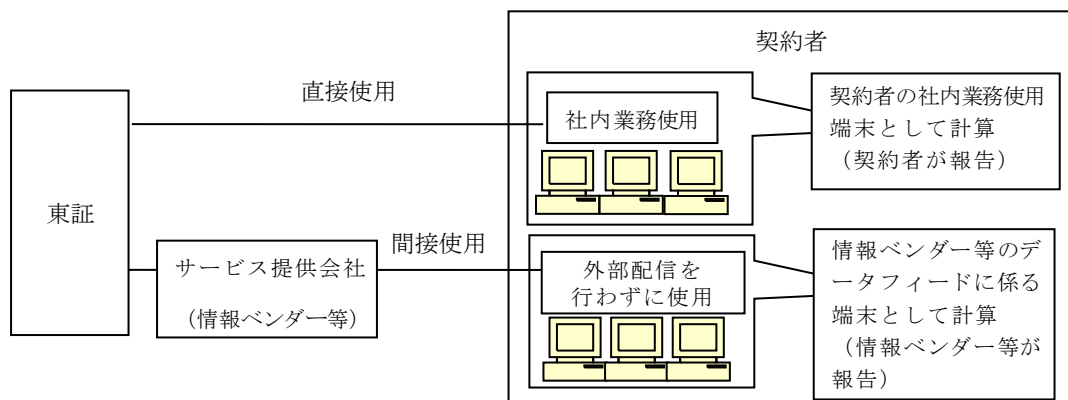 契約者
直接使用
社内業務使用
契約者の社内業務使用
端末として計算
（契約者が報告）
東証
間接使用
サービス提供会社
（情報ベンダー等）
外部配信を
行わずに使用
情報ベンダー等のデ
ータフィードに係る
端末として計算
（情報ベンダー等が
報告）